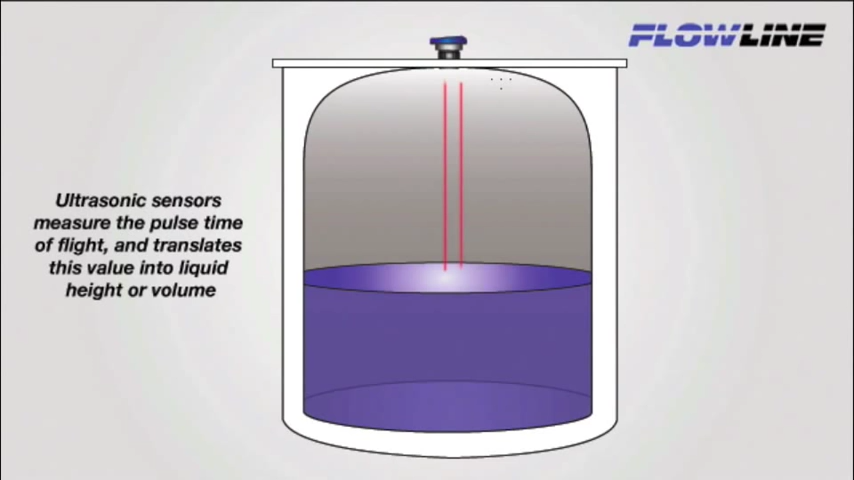 FLOWLINE
Ultrasonic sensors
measure the pulse time
of flight, and translates
this value into liquid
height or volume